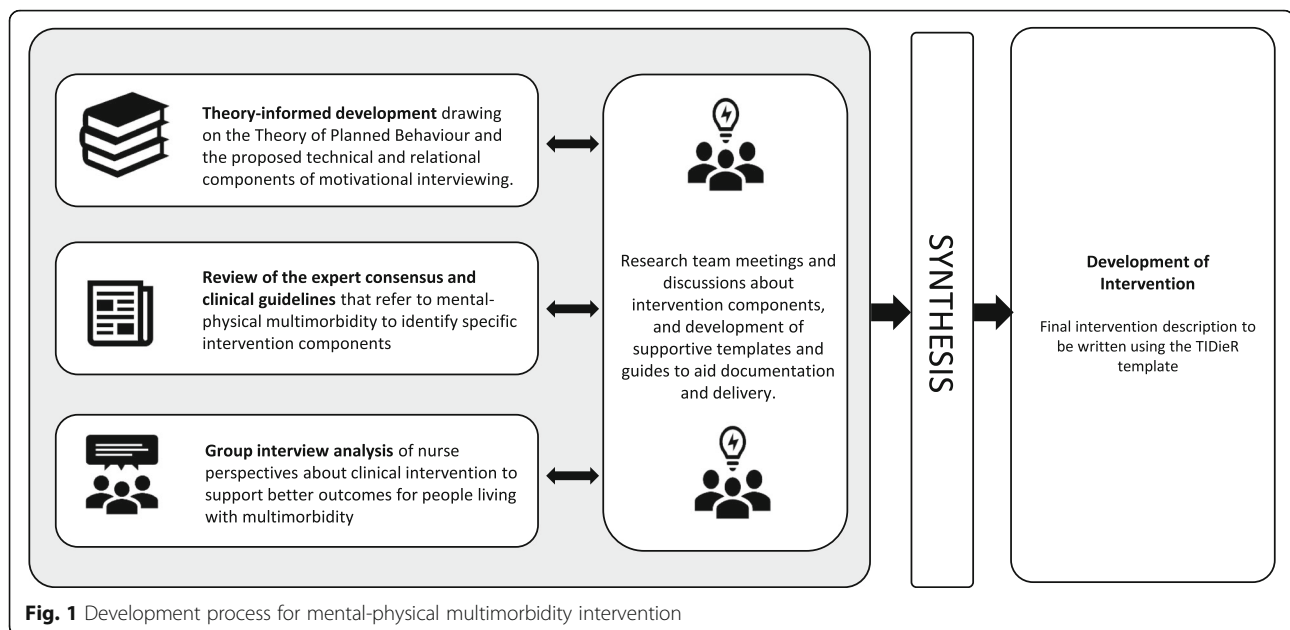 Theory-informed development drawing
on the Theory of Planned Behaviour and
the proposed technical and relational
components of motivational interviewing.
Review of the expert consensus and
clinical guidelines that refer to mental-
physical multimorbidity to identify specific
intervention components
Group interview analysis of nurse
perspectives about clinical intervention to
support better outcomes for people living
with multimorbidity
Research team meetings and
discussions about
intervention components,
and development of
supportive templates and
guides to aid documentation
and delivery.
SYNTHESIS
Development of
Intervention
Final intervention description to
be written using the TIDieR
template
Fig. 1 Development process for mental-physical multimorbidity intervention